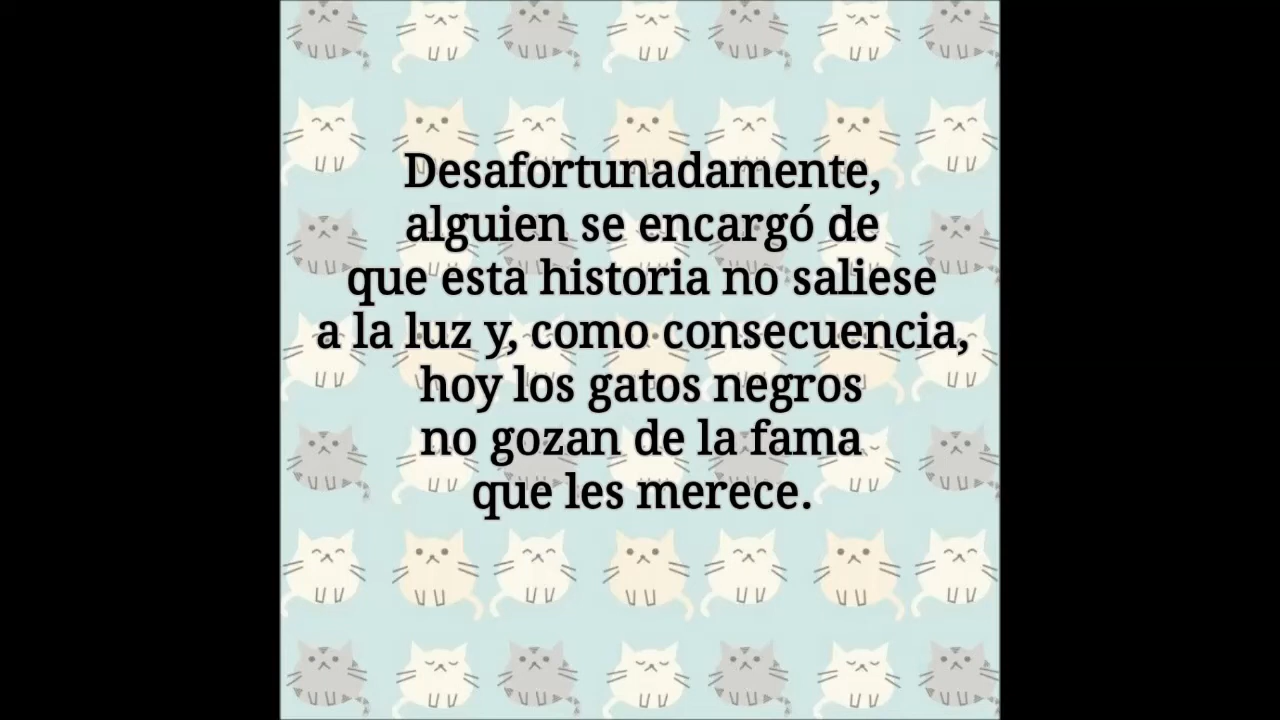 Desafortunadamente,
alguien se encargó de
que esta historia no saliese
a la luz y, como consecuencia,
hoy los gatos negros
no gozan de la fama
que les merece.